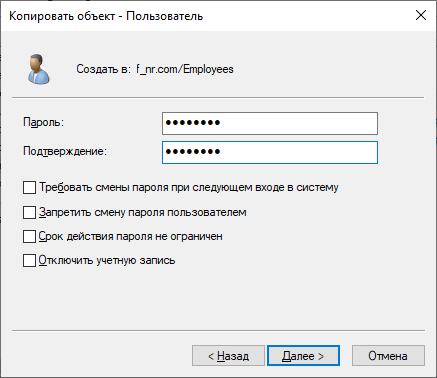 Копировать объект - Пользователь
Создать в: f_nr.com/Employees
Пароль: ●●●●●●●●
Подтверждение: ●●●●●●●●
Требовать смены пароля при следующем входе в систему
Запретить смену пароля пользователем
Срок действия пароля не ограничен
Отключить учетную запись
< Назад Далее > Отмена